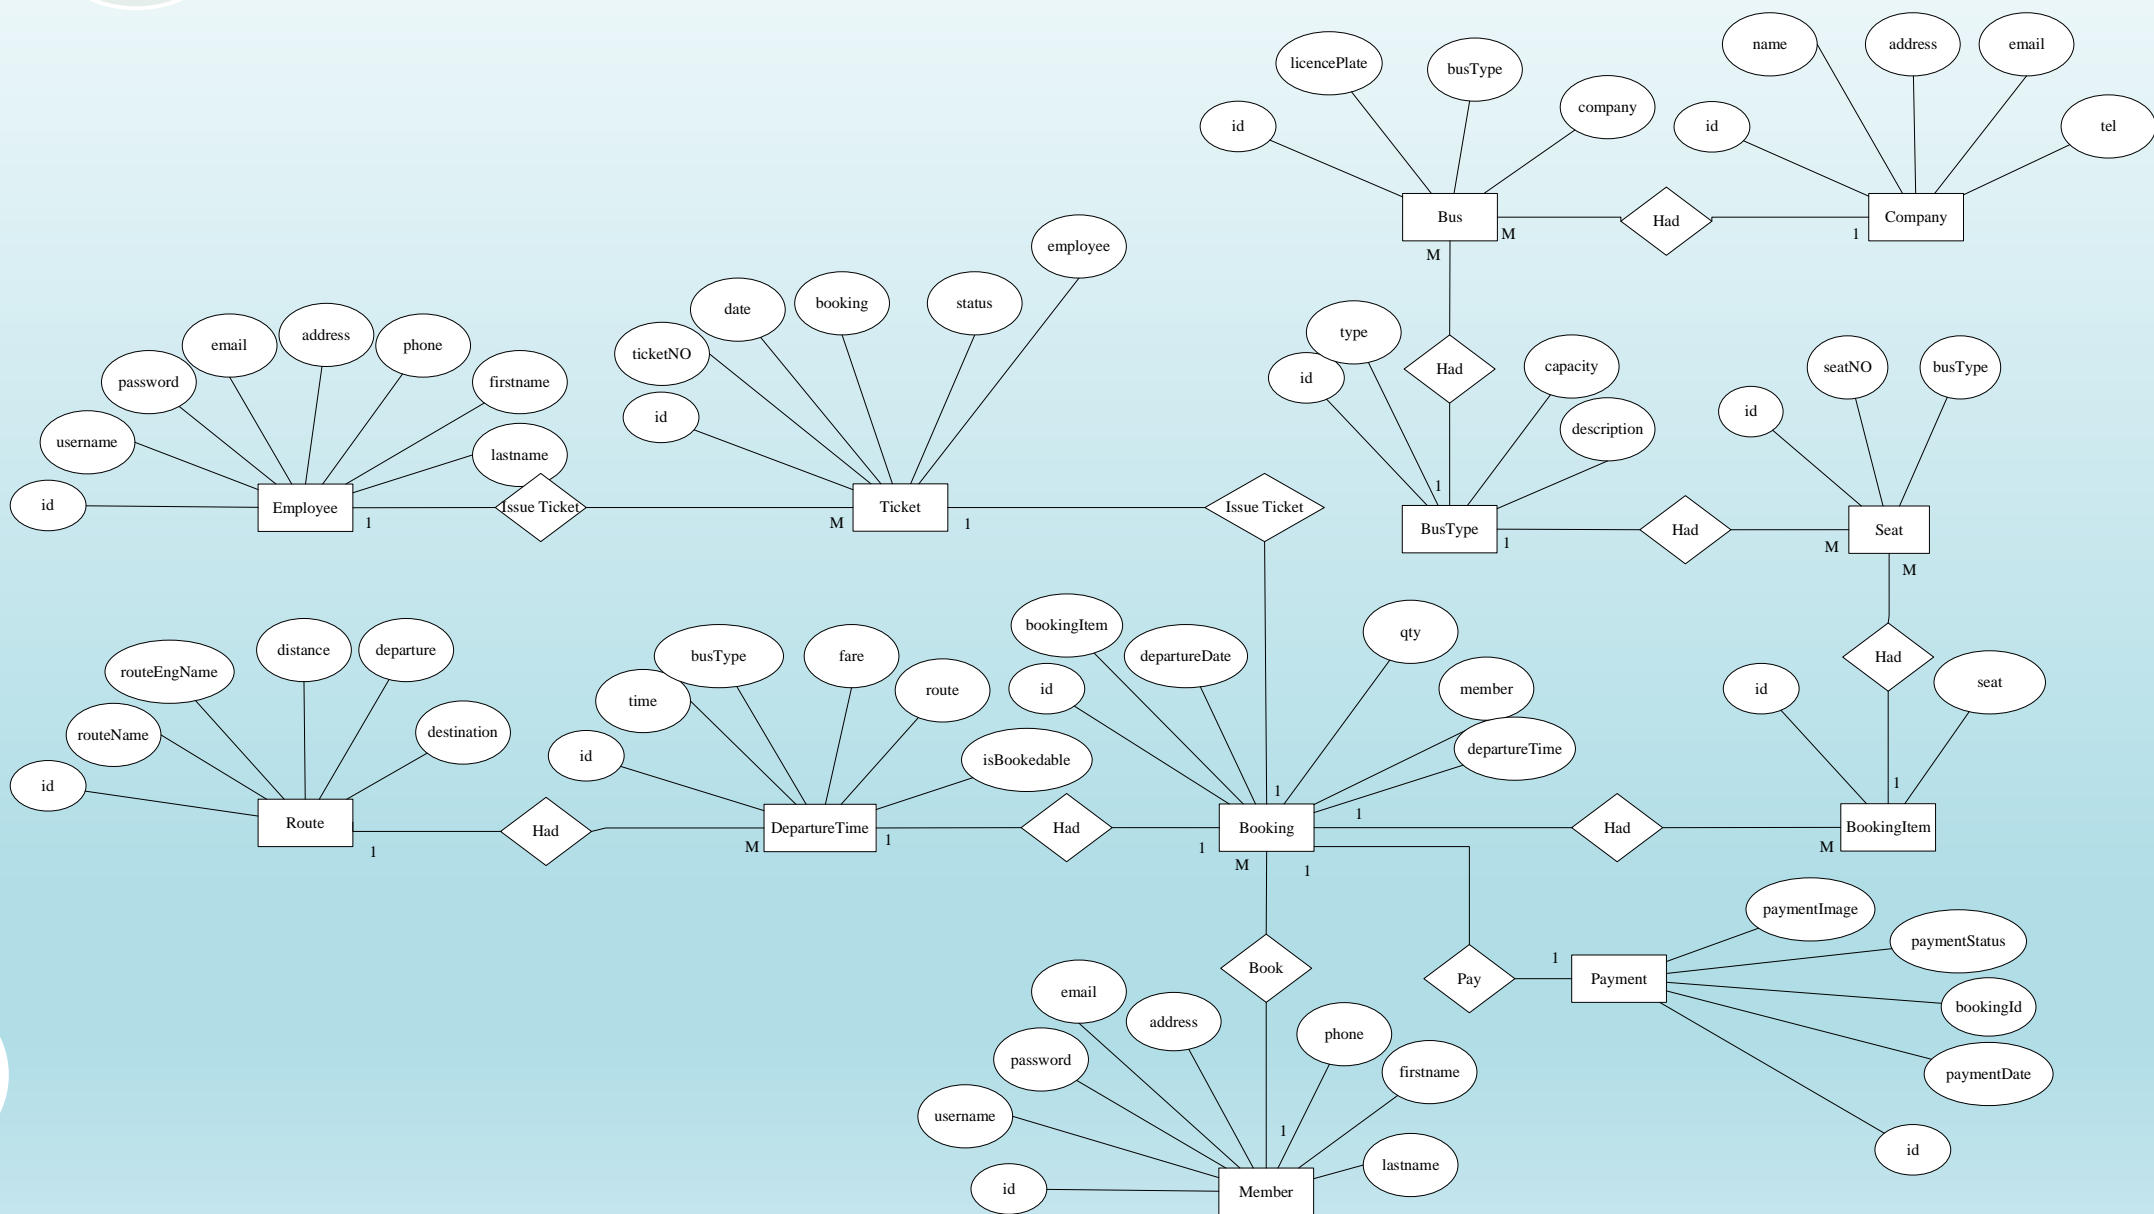 name
address
email
licencePlate
busType
company
id
id
tel
Bus
Had
Company
M
1
M
employee
date
booking
status
ticketNO
id
email
address
phone
password
firstname
username
lastname
id
Employee
1
Issue Ticket
M
Ticket
1
Issue Ticket
type
id
Had
capacity
description
1
BusType
1
Had
M
Seat
M
seatNO
busType
id
Had
id
seat
1
BookingItem
routeEngName
distance
departure
routeName
destination
id
Route
1
Had
M
busType
fare
time
route
id
isBookedable
DepartureTime
1
Had
1
bookingItem
departureDate
id
qty
member
departureTime
1
1
Booking
M
1
Had
M
Book
Pay
1
Payment
paymentImage
paymentStatus
bookingId
paymentDate
id
email
address
phone
password
firstname
username
1
lastname
id
Member